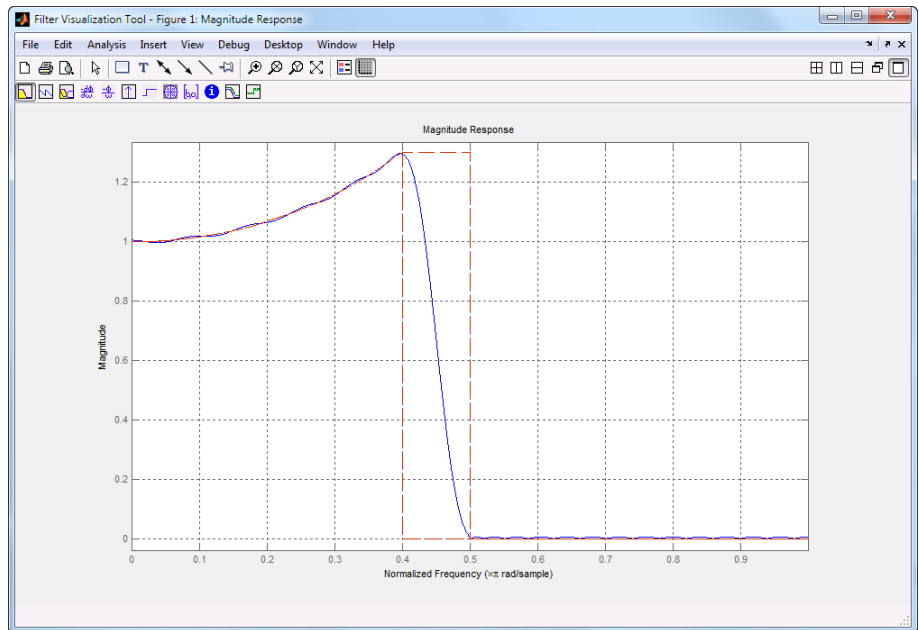 Filter Visualization Tool - Figure 1: Magnitude Response
File Edit Analysis Insert View Debug Desktop Window Help
Magnitude Response
1.2
1
0.8
0.6
0.4
0.2
0
Magnitude
0 0.1 0.2 0.3 0.4 0.5 0.6 0.7 0.8 0.9
Normalized Frequency (×π rad/sample)